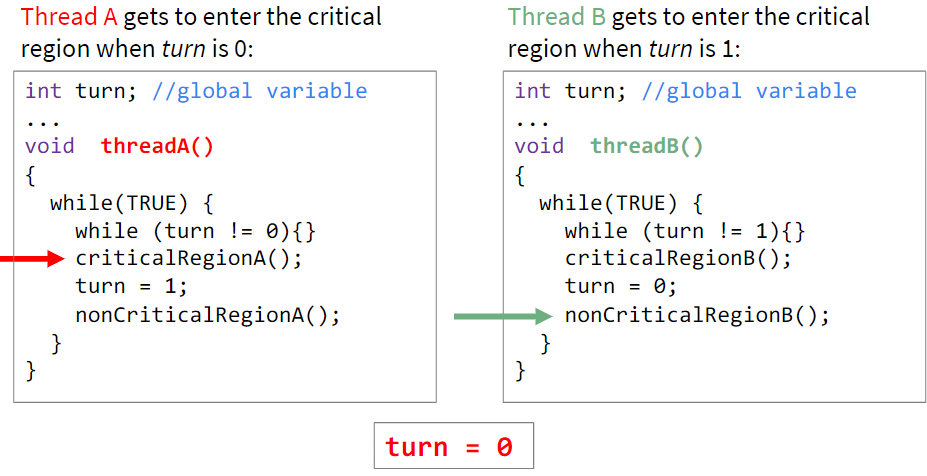 Thread A gets to enter the critical
region when turn is 0:
int turn; //global variable
...
void threadA()
{
while(TRUE) {
while (turn != 0){}
criticalRegionA();
turn = 1;
nonCriticalRegionA();
}
}
Thread B gets to enter the critical
region when turn is 1:
int turn; //global variable
...
void threadB()
{
while(TRUE) {
while (turn != 1){}
criticalRegionB();
turn = 0;
nonCriticalRegionB();
}
}
turn = 0